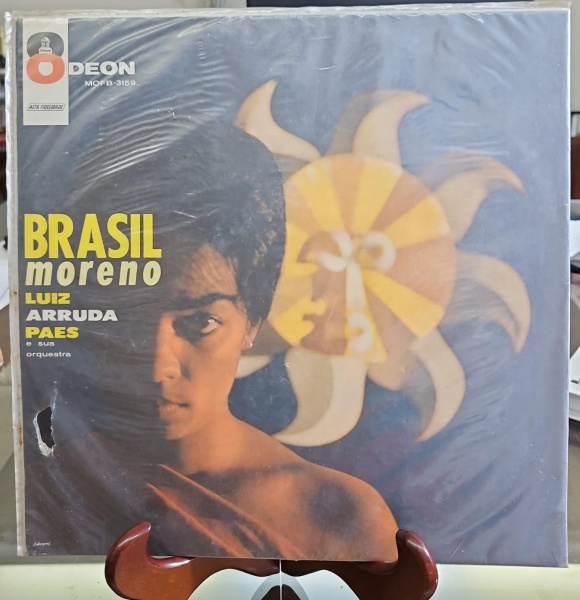 ODEON
MOFB-3159
ALTA FIDELIDADE
BRASIL
moreno
LUIZ
ARRUDA
PAES
e sua
orquestra